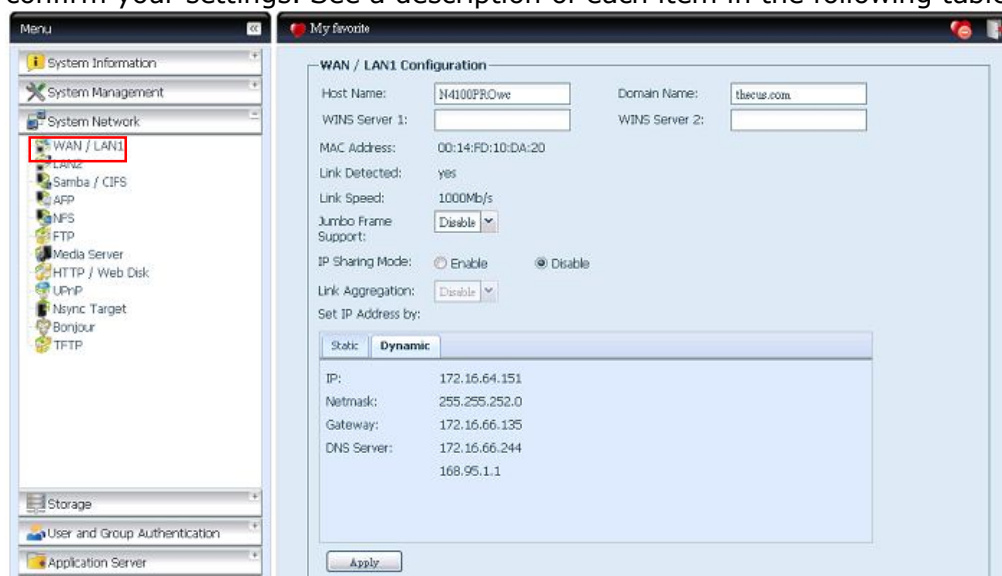 confirm your settings. See a description of each item in the following table
Menu
My favorite
System Information
System Management
System Network
WAN / LAN1
LAN2
Samba / CIFS
AFP
NFS
FTP
Media Server
HTTP / Web Disk
UPnP
Nsync Target
Bonjour
TFTP
Storage
User and Group Authentication
Application Server
WAN / LAN1 Configuration
Host Name: N4100PROwe Domain Name: thecus.com
WINS Server 1: WINS Server 2:
MAC Address: 00:14:FD:10:DA:20
Link Detected: yes
Link Speed: 1000Mb/s
Jumbo Frame Support: Disable
IP Sharing Mode: Enable Disable
Link Aggregation: Disable
Set IP Address by:
Static Dynamic
IP: 172.16.64.151
Netmask: 255.255.252.0
Gateway: 172.16.66.135
DNS Server: 172.16.66.244
168.95.1.1
Apply